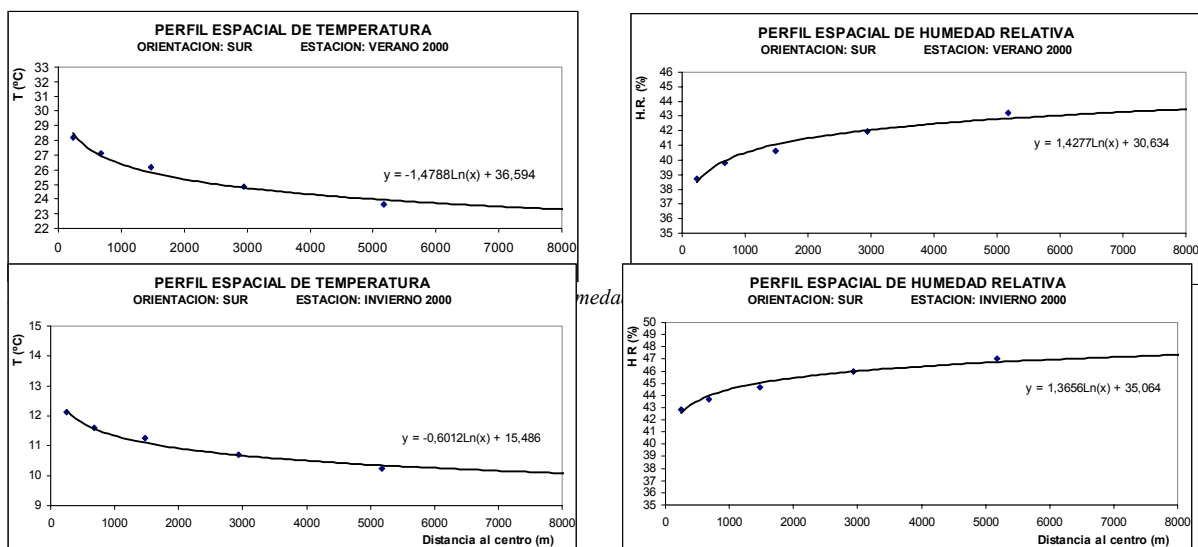 PERFIL ESPACIAL DE TEMPERATURA
ORIENTACION: SUR ESTACION: VERANO 2000
T (ºC)
33
32
31
30
29
28
27
26
25
24
23
22
y = -1,4788Ln(x) + 36,594
0 1000 2000 3000 4000 5000 6000 7000 8000
PERFIL ESPACIAL DE HUMEDAD RELATIVA
ORIENTACION: SUR ESTACION: VERANO 2000
H.R. (%)
46
45
44
43
42
41
40
39
38
37
36
35
y = 1,4277Ln(x) + 30,634
0 1000 2000 3000 4000 5000 6000 7000 8000
PERFIL ESPACIAL DE TEMPERATURA
ORIENTACION: SUR ESTACION: INVIERNO 2000
T (ºC)
15
14
13
12
11
10
9
y = -0,6012Ln(x) + 15,486
0 1000 2000 3000 4000 5000 6000 7000 8000
Distancia al centro (m)
PERFIL ESPACIAL DE HUMEDAD RELATIVA
ORIENTACION: SUR ESTACION: INVIERNO 2000
H R (%)
50
49
48
47
46
45
44
43
42
41
40
39
38
37
36
35
y = 1,3656Ln(x) + 35,064
0 1000 2000 3000 4000 5000 6000 7000 8000
Distancia al centro (m)